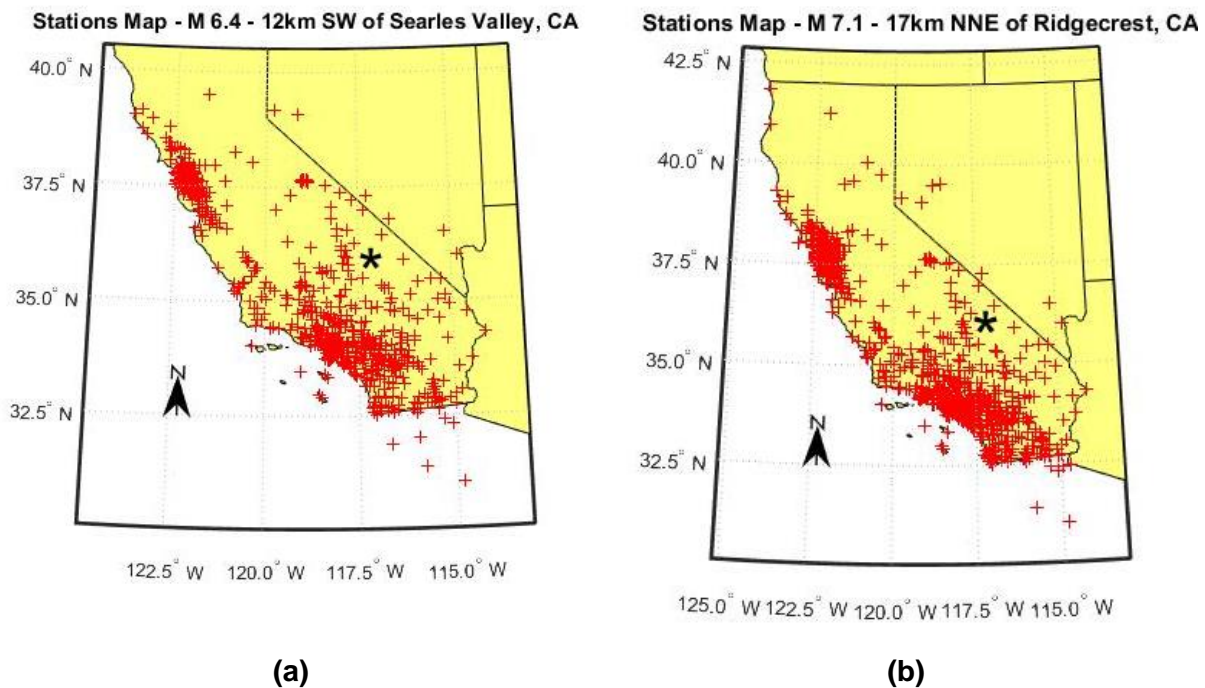 Stations Map - M 6.4 - 12km SW of Searles Valley, CA
40.0° N
37.5° N
35.0° N
32.5° N
N
122.5° W 120.0° W 117.5° W 115.0° W
(a)
Stations Map - M 7.1 - 17km NNE of Ridgecrest, CA
42.5° N
40.0° N
37.5° N
35.0° N
32.5° N
N
125.0° W 122.5° W 120.0° W 117.5° W 115.0° W
(b)